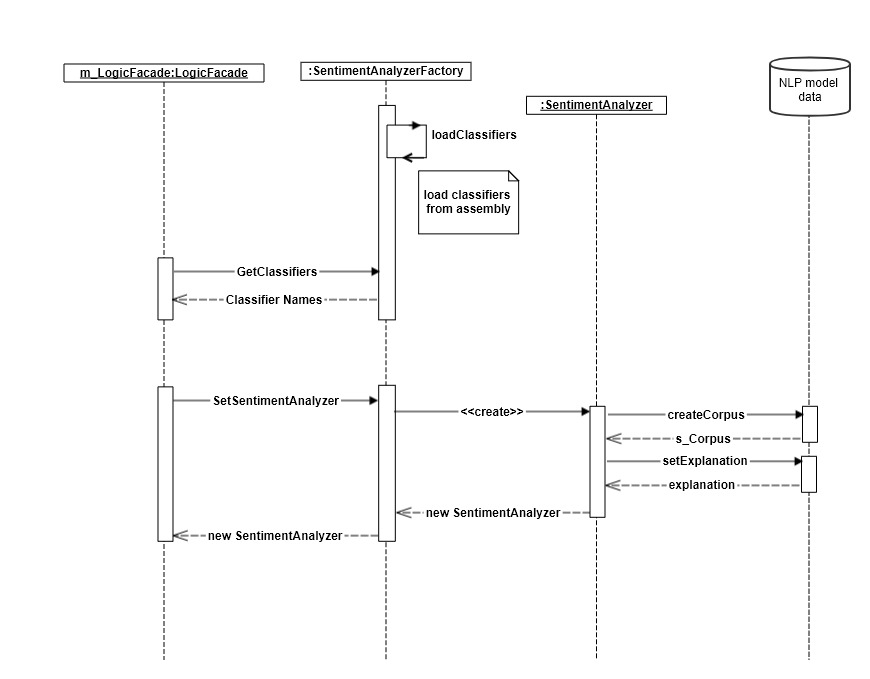 m_LogicFacade:LogicFacade
:SentimentAnalyzerFactory
:SentimentAnalyzer
NLP model
data
loadClassifiers
load classifiers
from assembly
GetClassifiers
Classifier Names
SetSentimentAnalyzer
<<create>>
createCorpus
s_Corpus
setExplanation
explanation
new SentimentAnalyzer
new SentimentAnalyzer